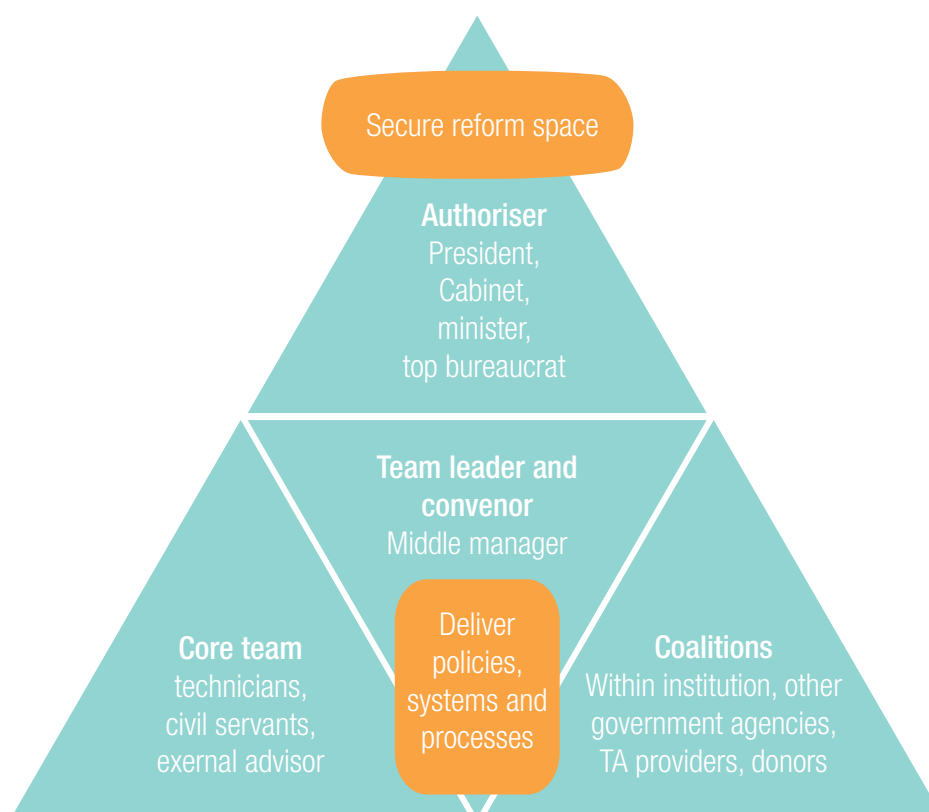 Secure reform space
Authoriser
President,
Cabinet,
minister,
top bureaucrat
Team leader and
convenor
Middle manager
Deliver
policies,
systems and
processes
Core team
technicians,
civil servants,
exernal advisor
Coalitions
Within institution, other
government agencies,
TA providers, donors